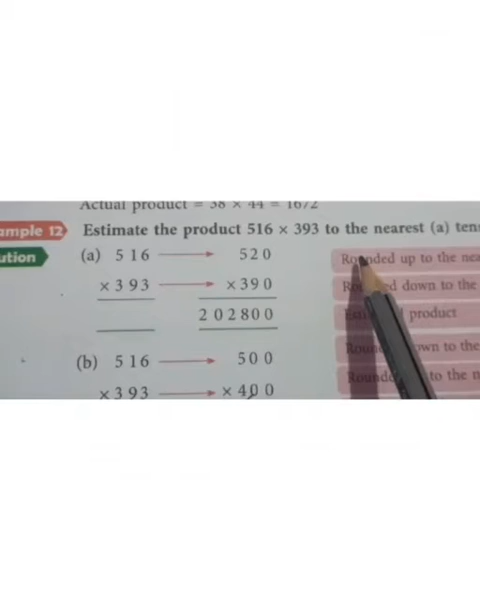 Actual product = 38 × 44 = 1672
ample 12 Estimate the product 516 × 393 to the nearest (a) tens
ution (a) 5 1 6 → 5 2 0 Rounded up to the nea
× 3 9 3 → × 3 9 0 down to the
2 0 2 8 0 0 product
(b) 5 1 6 → 5 0 0 own to the
× 3 9 3 → × 4 0 0 Rounde to the n